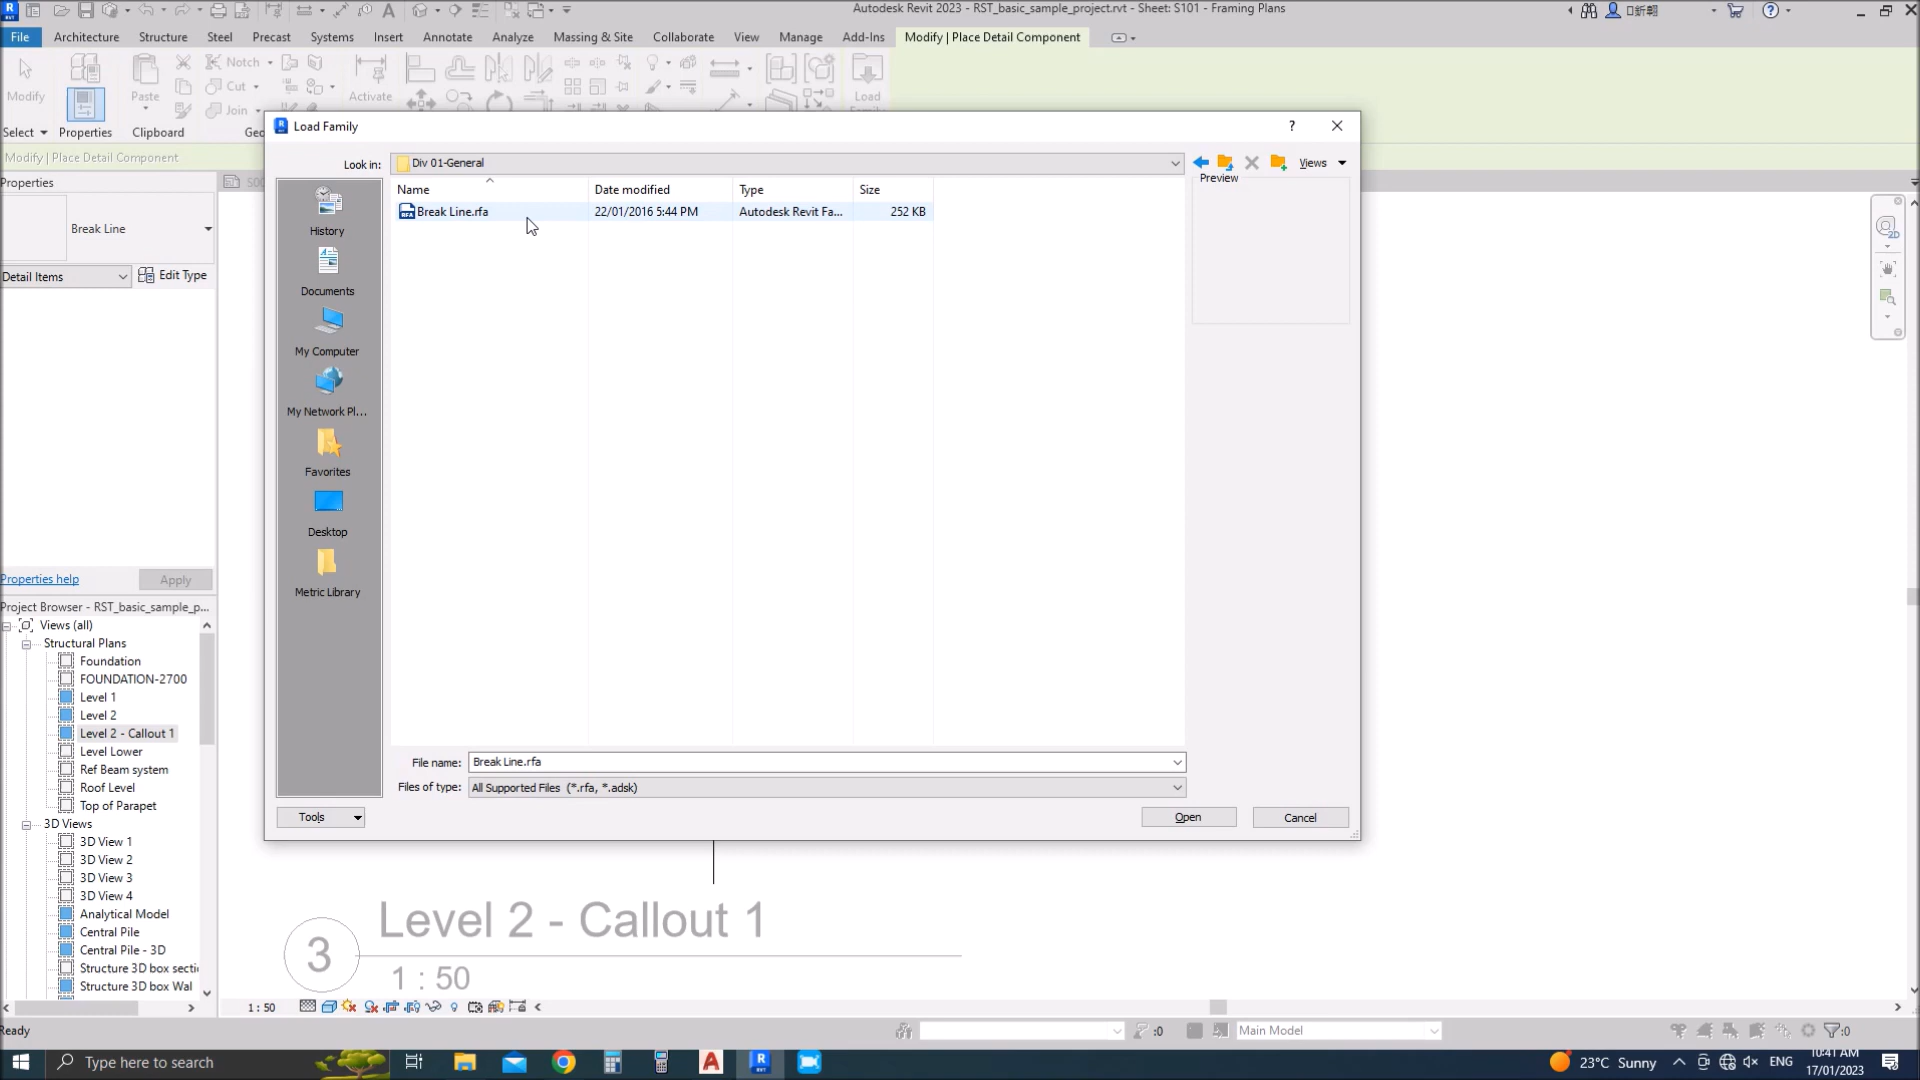 Autodesk Revit 2023 - RST_basic_sample_project.rvt - Sheet: S101 - Framing Plans
File Architecture Structure Steel Precast Systems Insert Annotate Analyze Massing & Site Collaborate View Manage Add-Ins Modify | Place Detail Component
Modify Paste Notch Cut Join Activate Load
Select Properties Clipboard Geo
Modify | Place Detail Component
Load Family
Look in: Div 01-General Views
Properties
Name Date modified Type Size Preview
Break Line.rfa 22/01/2016 5:44 PM Autodesk Revit Fa... 252 KB
Break Line
Detail Items Edit Type
History
Documents
My Computer
My Network Pl...
Favorites
Desktop
Metric Library
File name: Break Line.rfa
Files of type: All Supported Files (*.rfa, *.adsk)
Tools Open Cancel
Properties help Apply
Project Browser - RST_basic_sample_p...
Views (all)
Structural Plans
Foundation
FOUNDATION-2700
Level 1
Level 2
Level 2 - Callout 1
Level Lower
Ref Beam system
Roof Level
Top of Parapet
3D Views
3D View 1
3D View 2
3D View 3
3D View 4
Analytical Model
Central Pile
Central Pile - 3D
Structure 3D box secti
Structure 3D box Wal
3 Level 2 - Callout 1
1 : 50
1 : 50
Ready :0 Main Model :0
Type here to search 23°C Sunny ENG 10:41 AM
17/01/2023